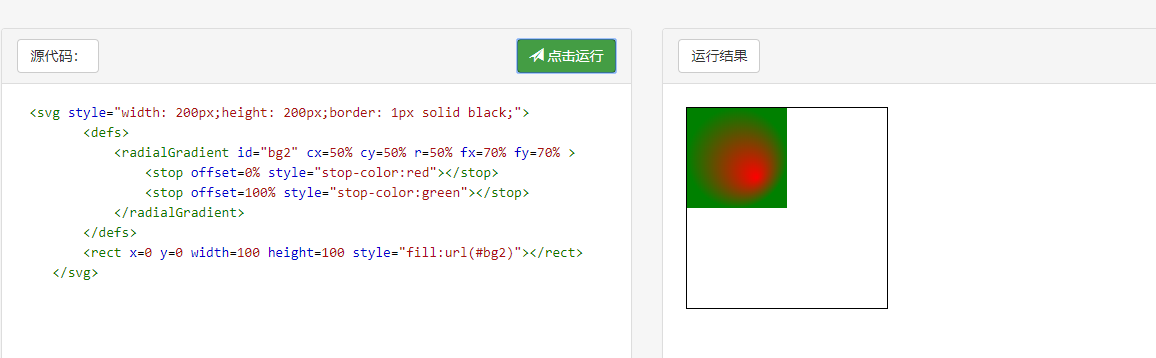 源代码：
点击运行
运行结果
<svg style="width: 200px;height: 200px;border: 1px solid black;">
<defs>
<radialGradient id="bg2" cx=50% cy=50% r=50% fx=70% fy=70% >
<stop offset=0% style="stop-color:red"></stop>
<stop offset=100% style="stop-color:green"></stop>
</radialGradient>
</defs>
<rect x=0 y=0 width=100 height=100 style="fill:url(#bg2)"></rect>
</svg>